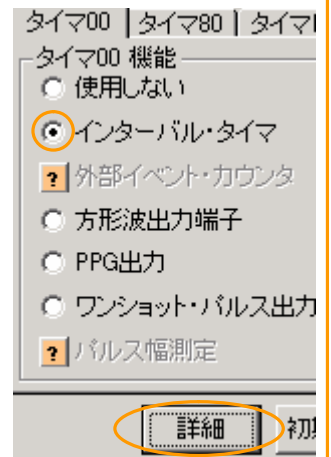 タイマ00 タイマ80 タイマ
タイマ00 機能
使用しない
インターバル・タイマ
? 外部イベント・カウンタ
方形波出力端子
PPG出力
ワンショット・パルス出力
? パルス幅測定
詳細 初